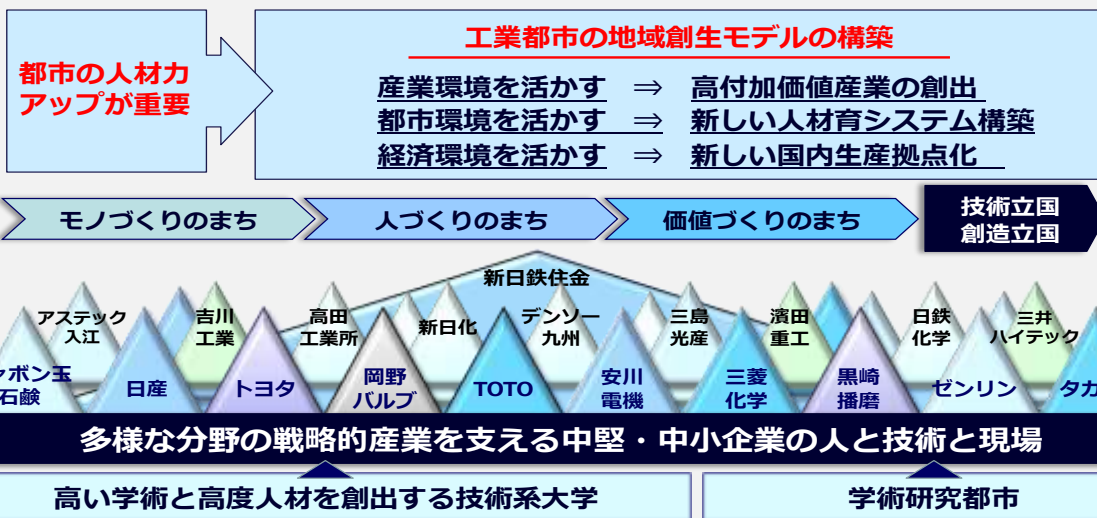 都市の人材力
アップが重要
工業都市の地域創生モデルの構築
産業環境を活かす ⇒ 高付加価値産業の創出
都市環境を活かす ⇒ 新しい人材育システム構築
経済環境を活かす ⇒ 新しい国内生産拠点化
モノづくりのまち
人づくりのまち
価値づくりのまち
技術立国
創造立国
新日鉄住金
アステック
入江
吉川
工業
高田
工業所
新日化
デンソー
九州
三島
光産
濱田
重工
日鉄
化学
三井
ハイテック
ャボン玉
石鹸
日産
トヨタ
岡野
バルブ
TOTO
安川
電機
三菱
化学
黒崎
播磨
ゼンリン
タカ
多様な分野の戦略的産業を支える中堅・中小企業の人と技術と現場
高い学術と高度人材を創出する技術系大学
学術研究都市